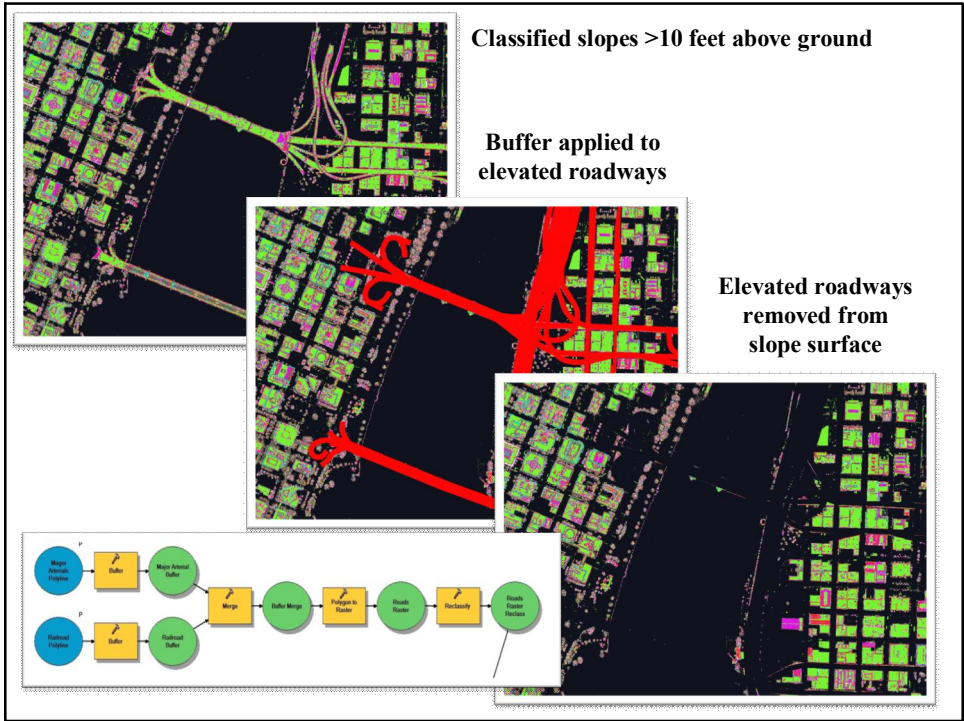 Classified slopes >10 feet above ground
Buffer applied to
elevated roadways
Elevated roadways
removed from
slope surface
P
Magor
Arterials
Polyline
Buffer
Major Arterial
Buffer
Merge
Buffer Merge
Polygon to
Raster
Roads
Raster
Reclassify
Roads
Raster
Reclass
P
Railroad
Polyline
Buffer
Railroad
Buffer